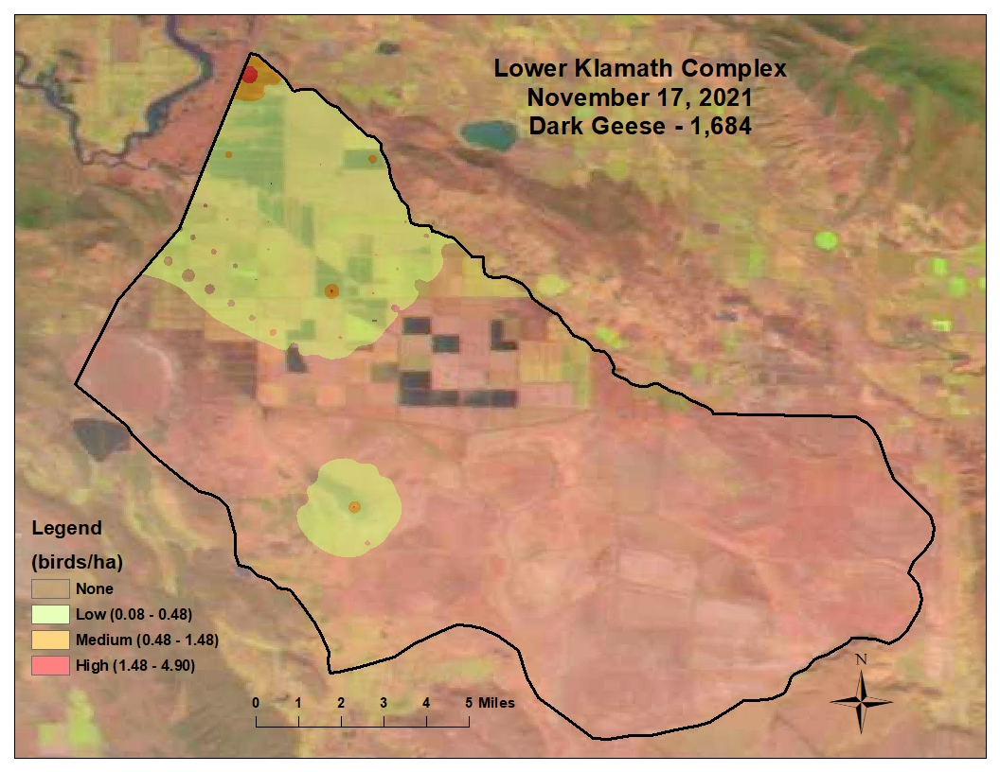 Lower Klamath Complex
November 17, 2021
Dark Geese - 1,684
Legend
(birds/ha)
None
Low (0.08 - 0.48)
Medium (0.48 - 1.48)
High (1.48 - 4.90)
0 1 2 3 4 5 Miles
N